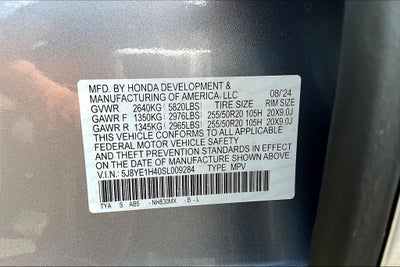 MFD. BY HONDA DEVELOPMENT & 08/'24
MANUFACTURING OF AMERICA, LLC
GVWR 2640KG (5820LBS) TIRE SIZE RIM SIZE
GAWR F 1350KG (2976LBS) 255/50R20 105H 20X9.0J
GAWR R 1345KG (2965LBS) 255/50R20 105H 20X9.0J
THIS VEHICLE CONFORMS TO ALL APPLICABLE
FEDERAL MOTOR VEHICLE SAFETY
AND THEFT PREVENTION STANDARDS IN EFFECT ON
THE DATE OF MANUFACTURE SHOWN ABOVE.
V.I.N.: 5J8YE1H40SL009284 TYPE: MPV
TYA S AB5 -NH830MX -B -L